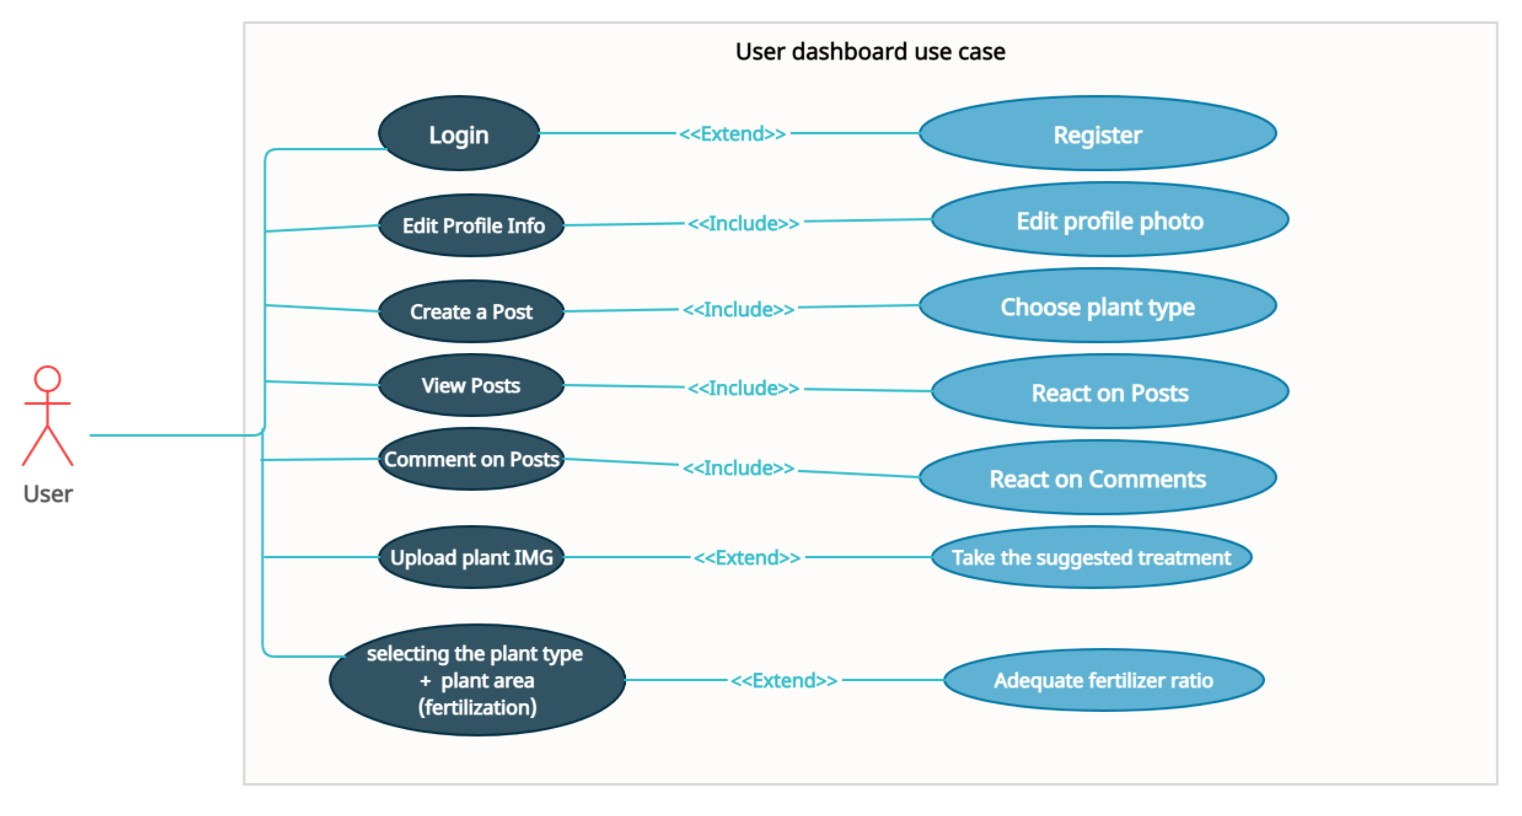 User dashboard use case
Login
<<Extend>>
Register
Edit Profile Info
<<Include>>
Edit profile photo
Create a Post
<<Include>>
Choose plant type
View Posts
<<Include>>
React on Posts
Comment on Posts
<<Include>>
React on Comments
User
Upload plant IMG
<<Extend>>
Take the suggested treatment
selecting the plant type
+ plant area
(fertilization)
<<Extend>>
Adequate fertilizer ratio